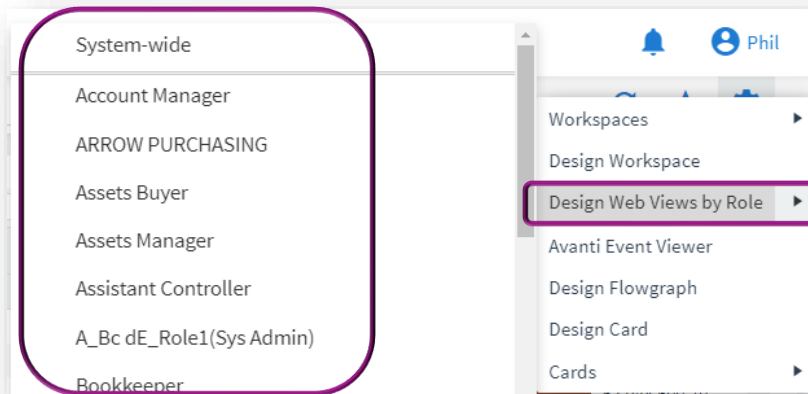 System-wide
Account Manager
ARROW PURCHASING
Assets Buyer
Assets Manager
Assistant Controller
A_Bc dE_Role1(Sys Admin)
Bookkeeper
Phil
Workspaces
Design Workspace
Design Web Views by Role
Avanti Event Viewer
Design Flowgraph
Design Card
Cards